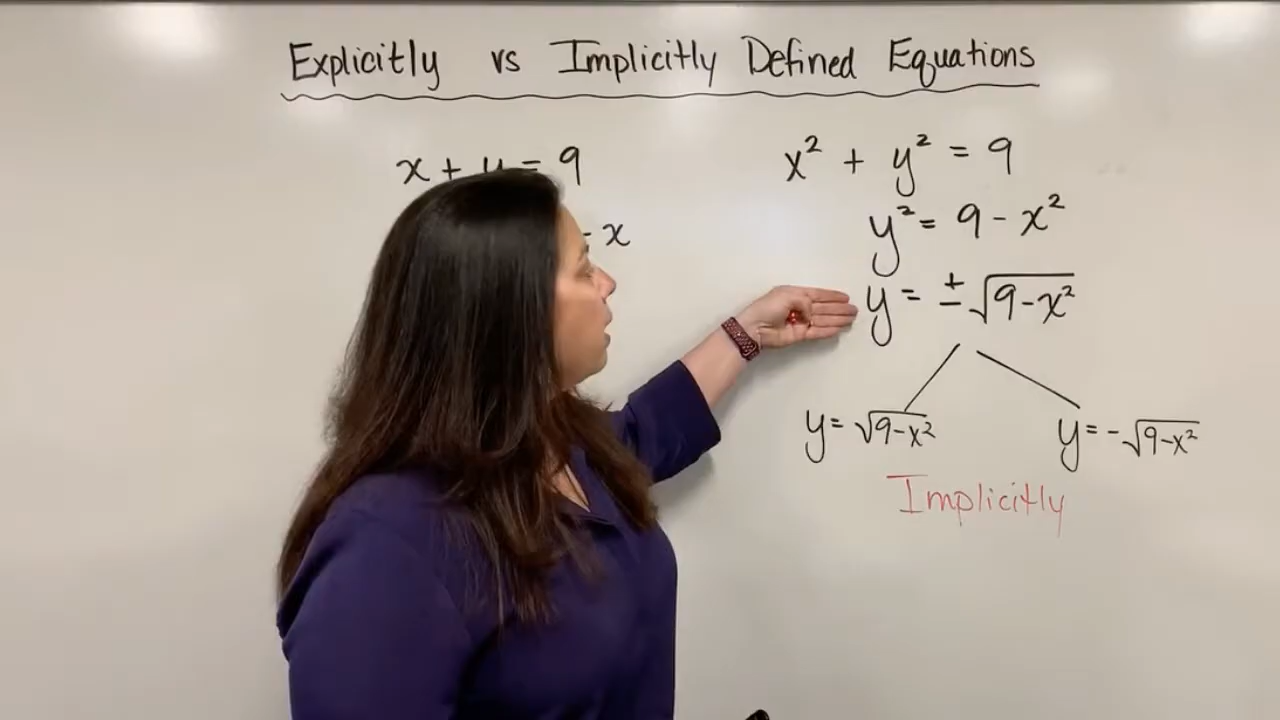 Explicitly vs Implicitly Defined Equations
x + y = 9
- x
x² + y² = 9
y² = 9 - x²
y = ± √9-x²
y = √9-x²
y = -√9-x²
Implicitly